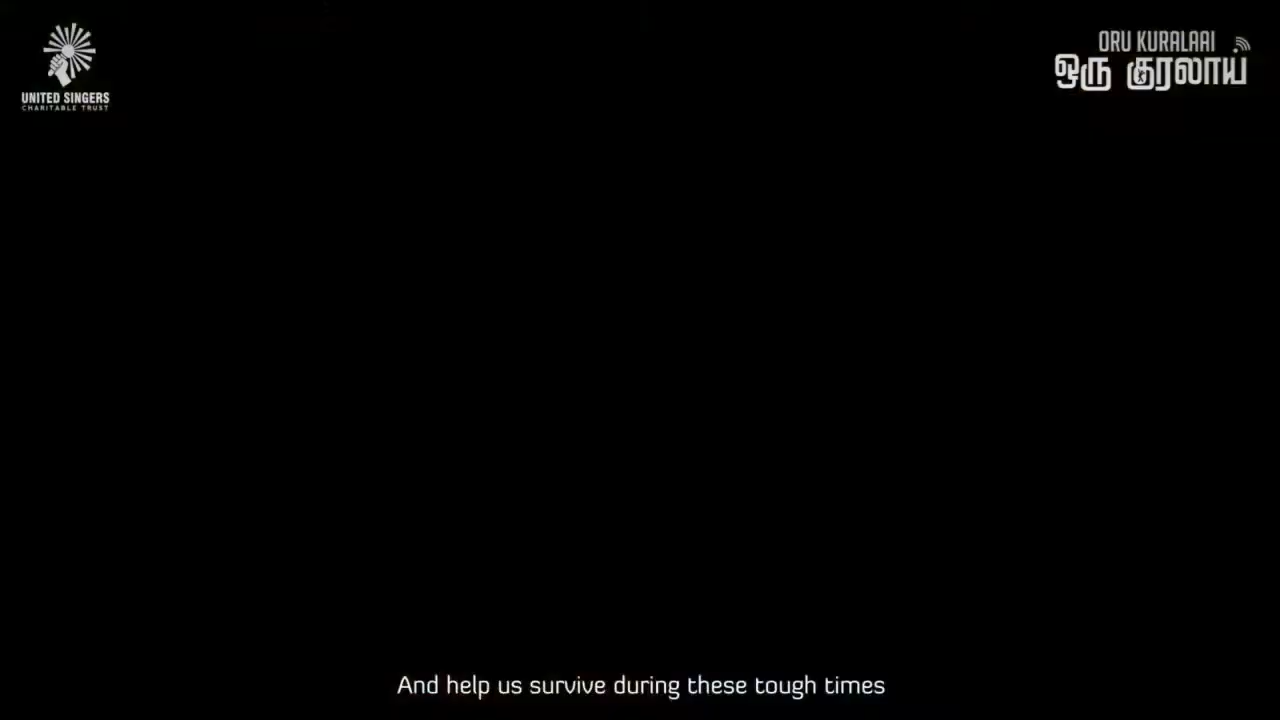 UNITED SINGERS
CHARITABLE TRUST
ORU KURALAAI
ஒரு குரலாய்
And help us survive during these tough times